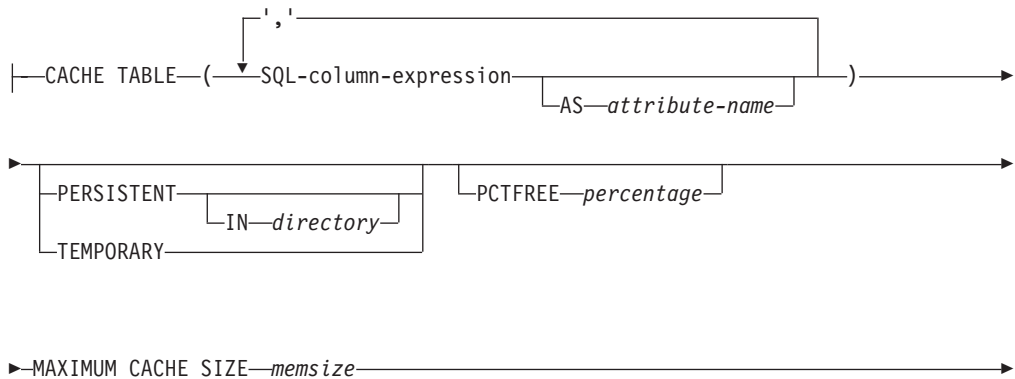 ','
CACHE TABLE ( SQL-column-expression )
AS attribute-name
PERSISTENT PCTFREE percentage
IN directory
TEMPORARY
MAXIMUM CACHE SIZE memsize